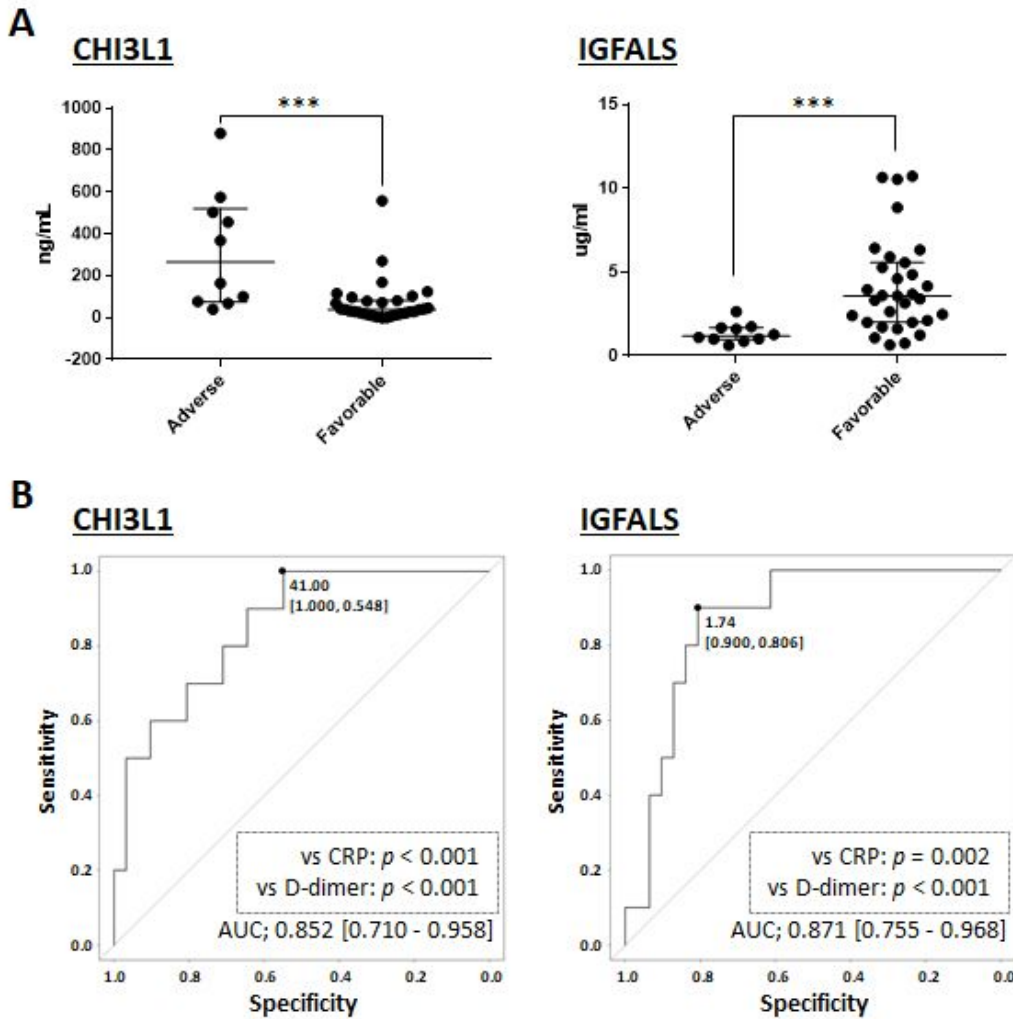 A
CHI3L1
IGFALS
***
***
1000
800
600
400
200
0
-200
ng/mL
Adverse
Favorable
15
10
5
0
ug/ml
Adverse
Favorable
B
CHI3L1
IGFALS
1.0
0.8
0.6
0.4
0.2
0.0
Sensitivity
41.00
[1.000, 0.548]
vs CRP: p < 0.001
vs D-dimer: p < 0.001
AUC; 0.852 [0.710 - 0.958]
1.0
0.8
0.6
0.4
0.2
0.0
Specificity
1.0
0.8
0.6
0.4
0.2
0.0
Sensitivity
1.74
[0.900, 0.806]
vs CRP: p = 0.002
vs D-dimer: p < 0.001
AUC; 0.871 [0.755 - 0.968]
1.0
0.8
0.6
0.4
0.2
0.0
Specificity